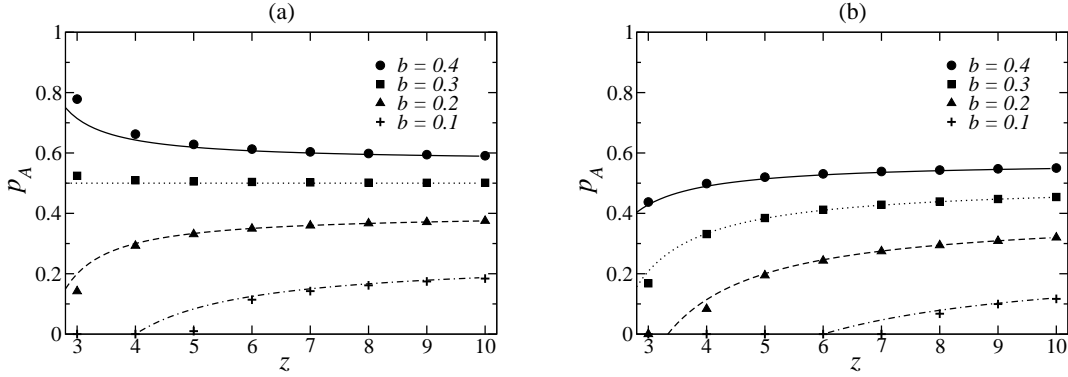 (a)
1
0.8
0.6
0.4
0.2
0
p_A
3 4 5 6 7 8 9 10
z
b = 0.4
b = 0.3
b = 0.2
b = 0.1
(b)
1
0.8
0.6
0.4
0.2
0
p_A
3 4 5 6 7 8 9 10
z
b = 0.4
b = 0.3
b = 0.2
b = 0.1